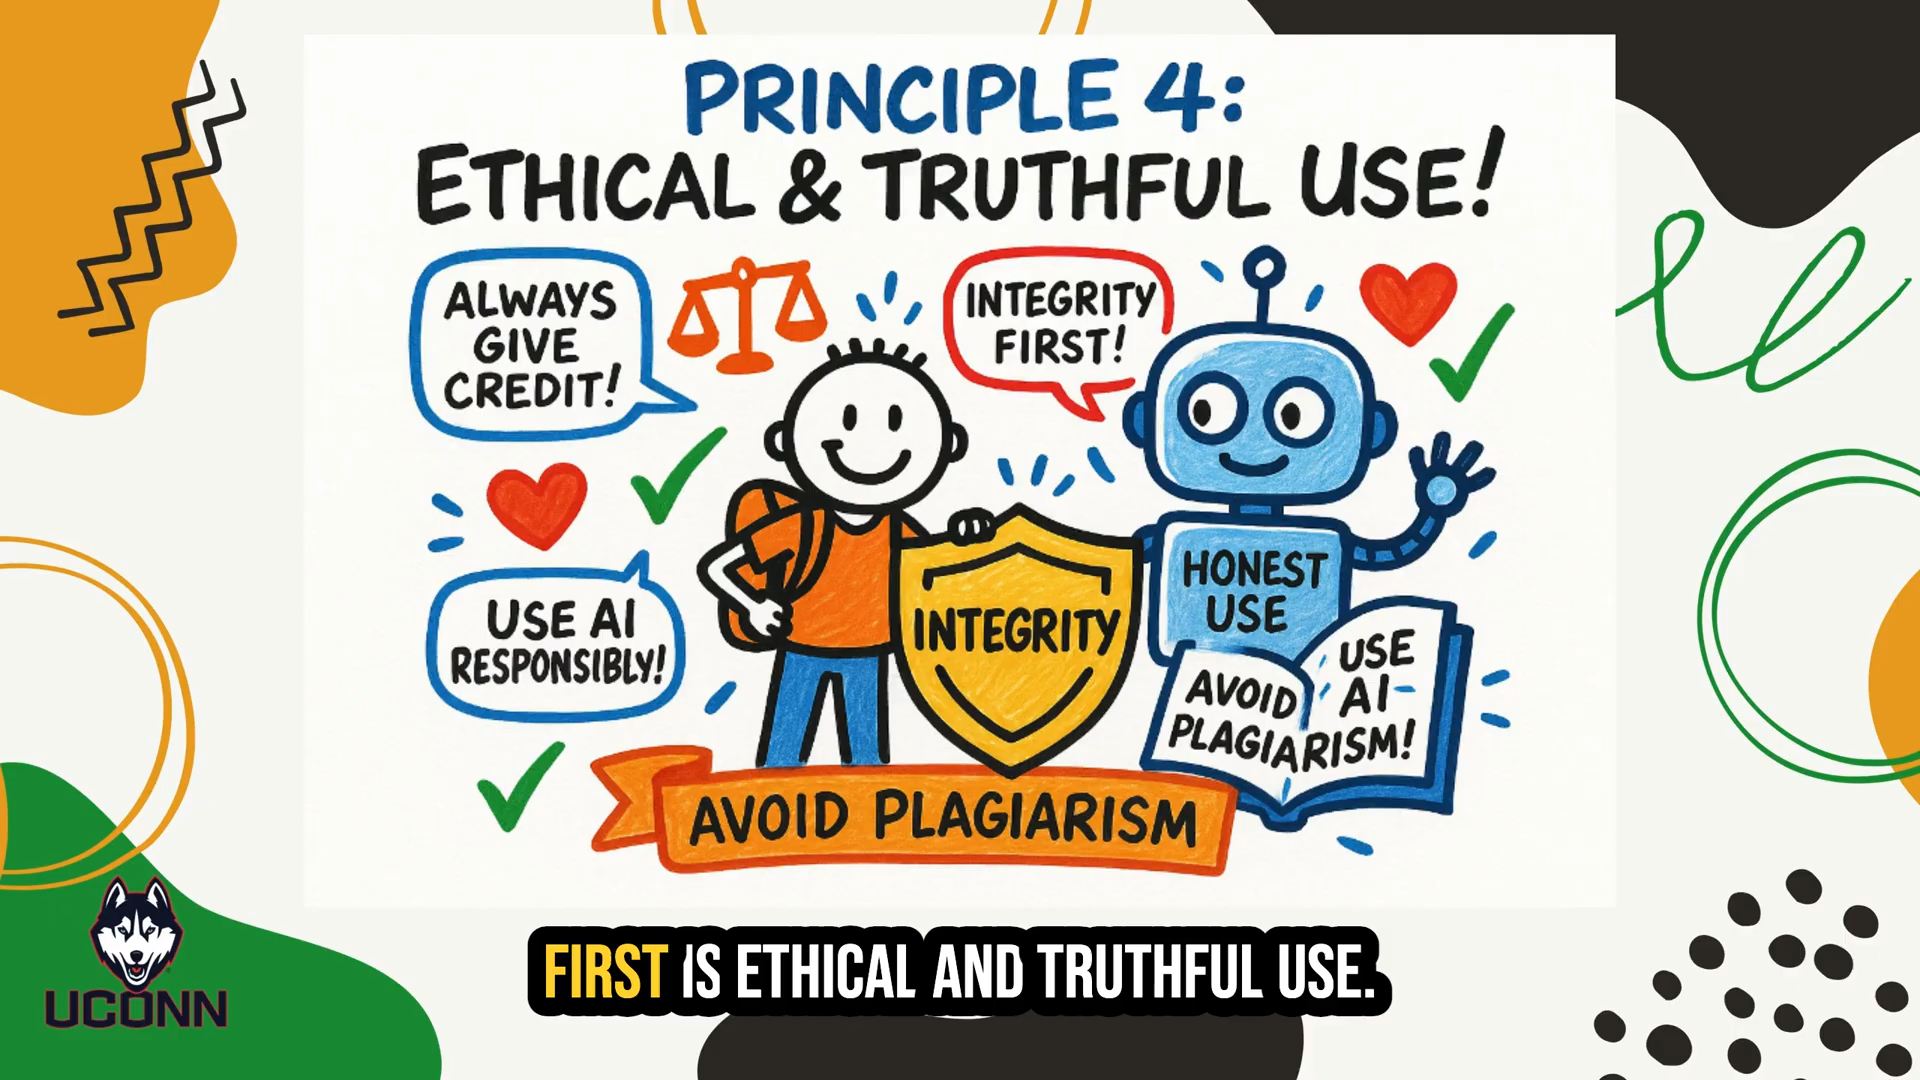 PRINCIPLE 4:
ETHICAL & TRUTHFUL USE!
ALWAYS
GIVE
CREDIT!
INTEGRITY
FIRST!
USE AI
RESPONSIBLY!
INTEGRITY
HONEST
USE
AVOID
PLAGIARISM!
USE
AI
AVOID PLAGIARISM
UCONN
FIRST IS ETHICAL AND TRUTHFUL USE.